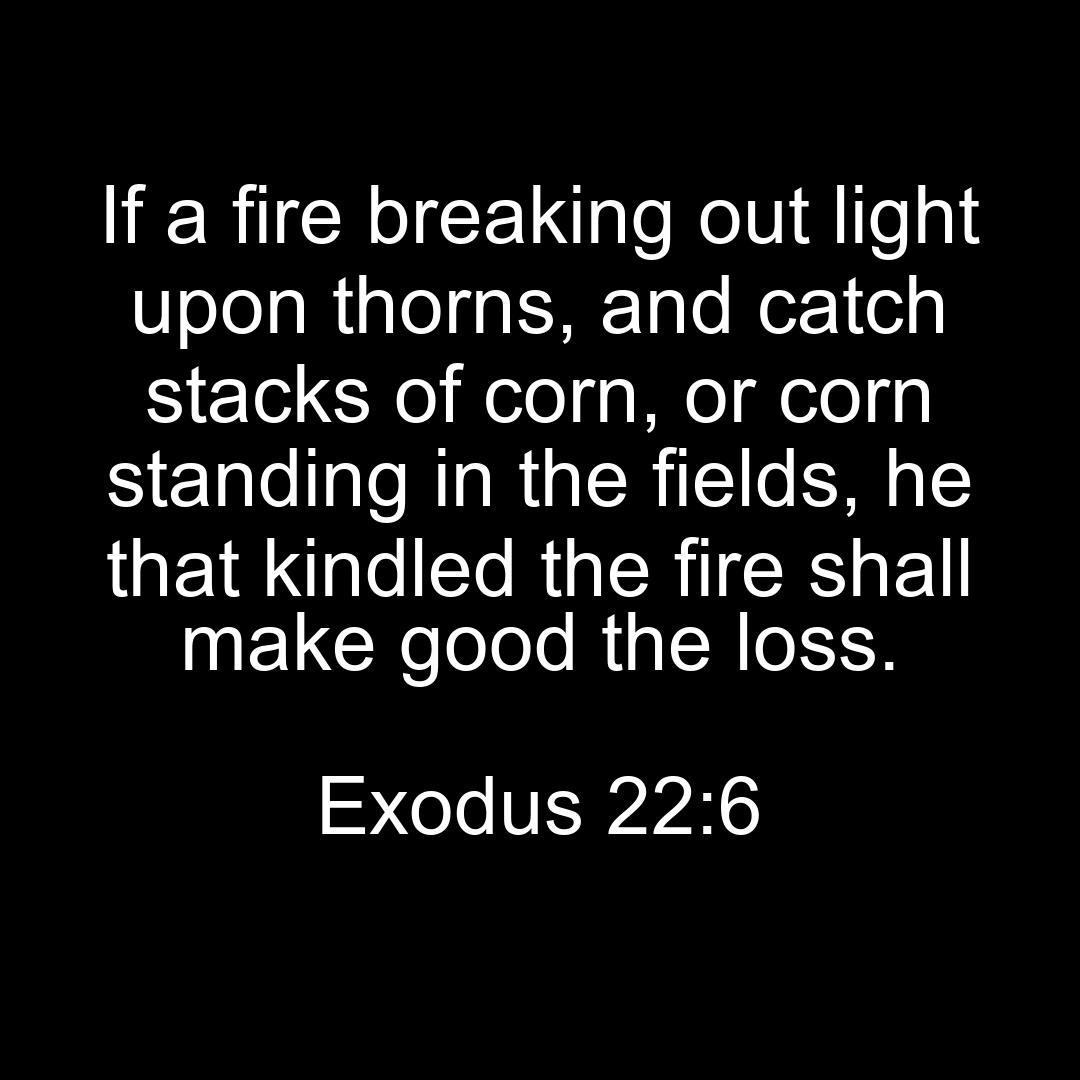 If a fire breaking out light
upon thorns, and catch
stacks of corn, or corn
standing in the fields, he
that kindled the fire shall
make good the loss.
Exodus 22:6